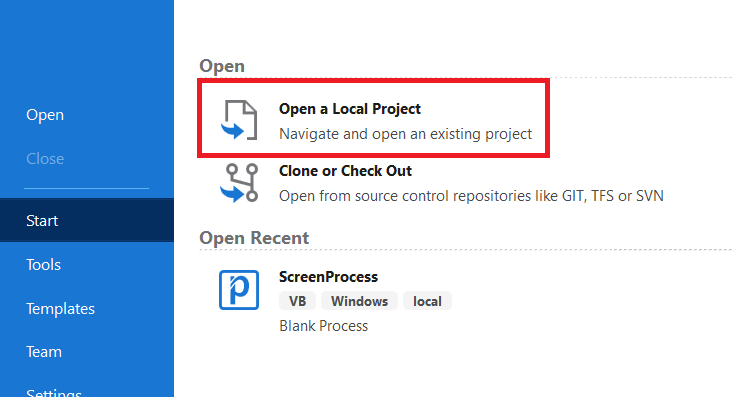 Open
Close
Start
Tools
Templates
Team
Settings
Open
Open a Local Project
Navigate and open an existing project
Clone or Check Out
Open from source control repositories like GIT, TFS or SVN
Open Recent
ScreenProcess
VB Windows local
Blank Process